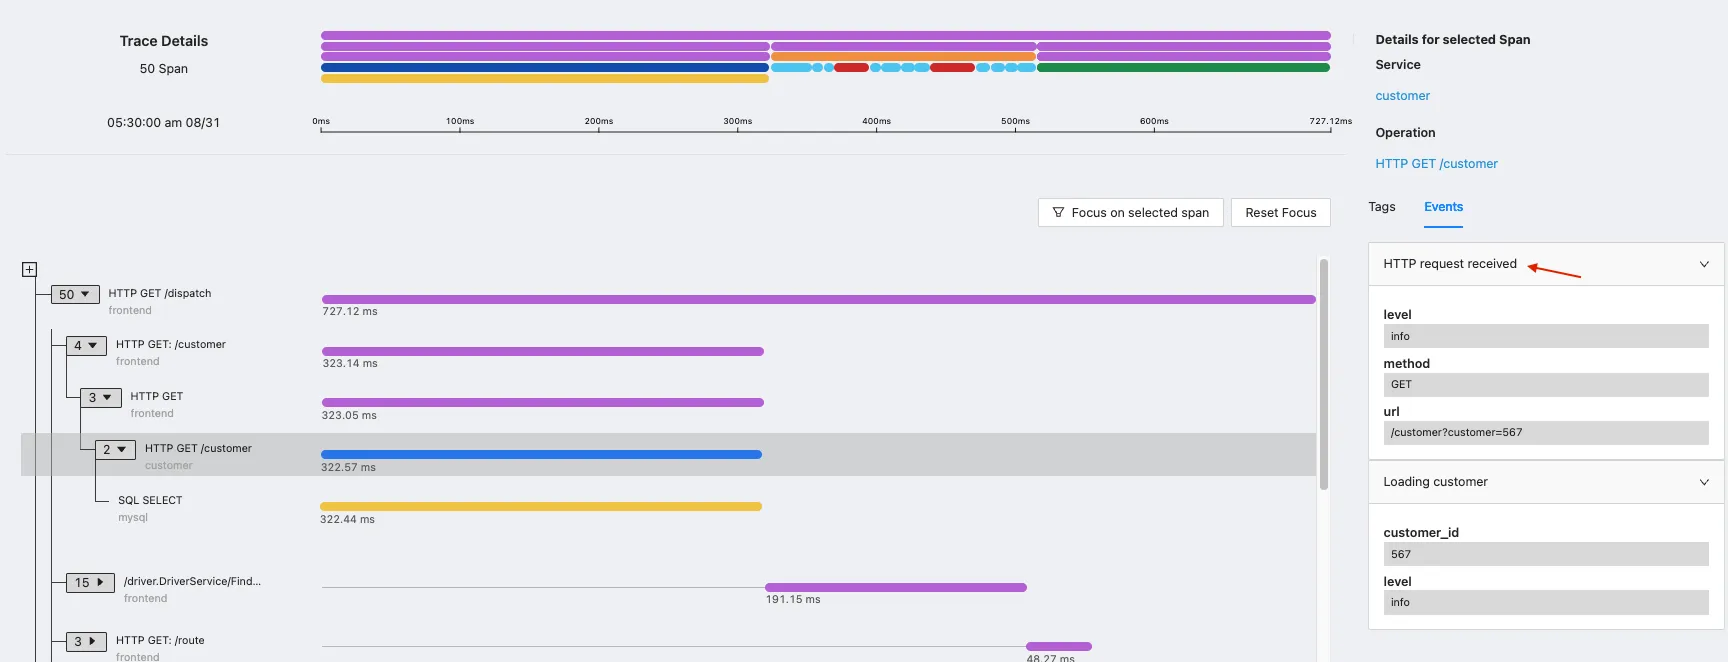 Trace Details
50 Span
05:30:00 am 08/31
0ms 100ms 200ms 300ms 400ms 500ms 600ms 727.12ms
Focus on selected span
Reset Focus
50 HTTP GET /dispatch
frontend
727.12 ms
4 HTTP GET: /customer
frontend
323.14 ms
3 HTTP GET
frontend
323.05 ms
2 HTTP GET /customer
customer
322.57 ms
SQL SELECT
mysql
322.44 ms
15 /driver.DriverService/Find...
frontend
191.15 ms
3 HTTP GET: /route
frontend
48.27 ms
Details for selected Span
Service
customer
Operation
HTTP GET /customer
Tags Events
HTTP request received
level
info
method
GET
url
/customer?customer=567
Loading customer
customer_id
567
level
info